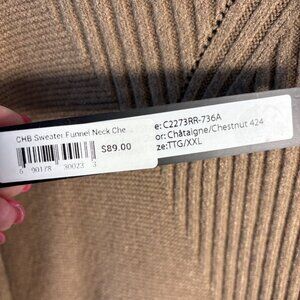 CHB Sweater Funnel Neck Che...
$89.00
6 90178 30023 3
e: C2273RR-736A
or: Châtaigne/Chestnut 424
ze:TTG/XXL